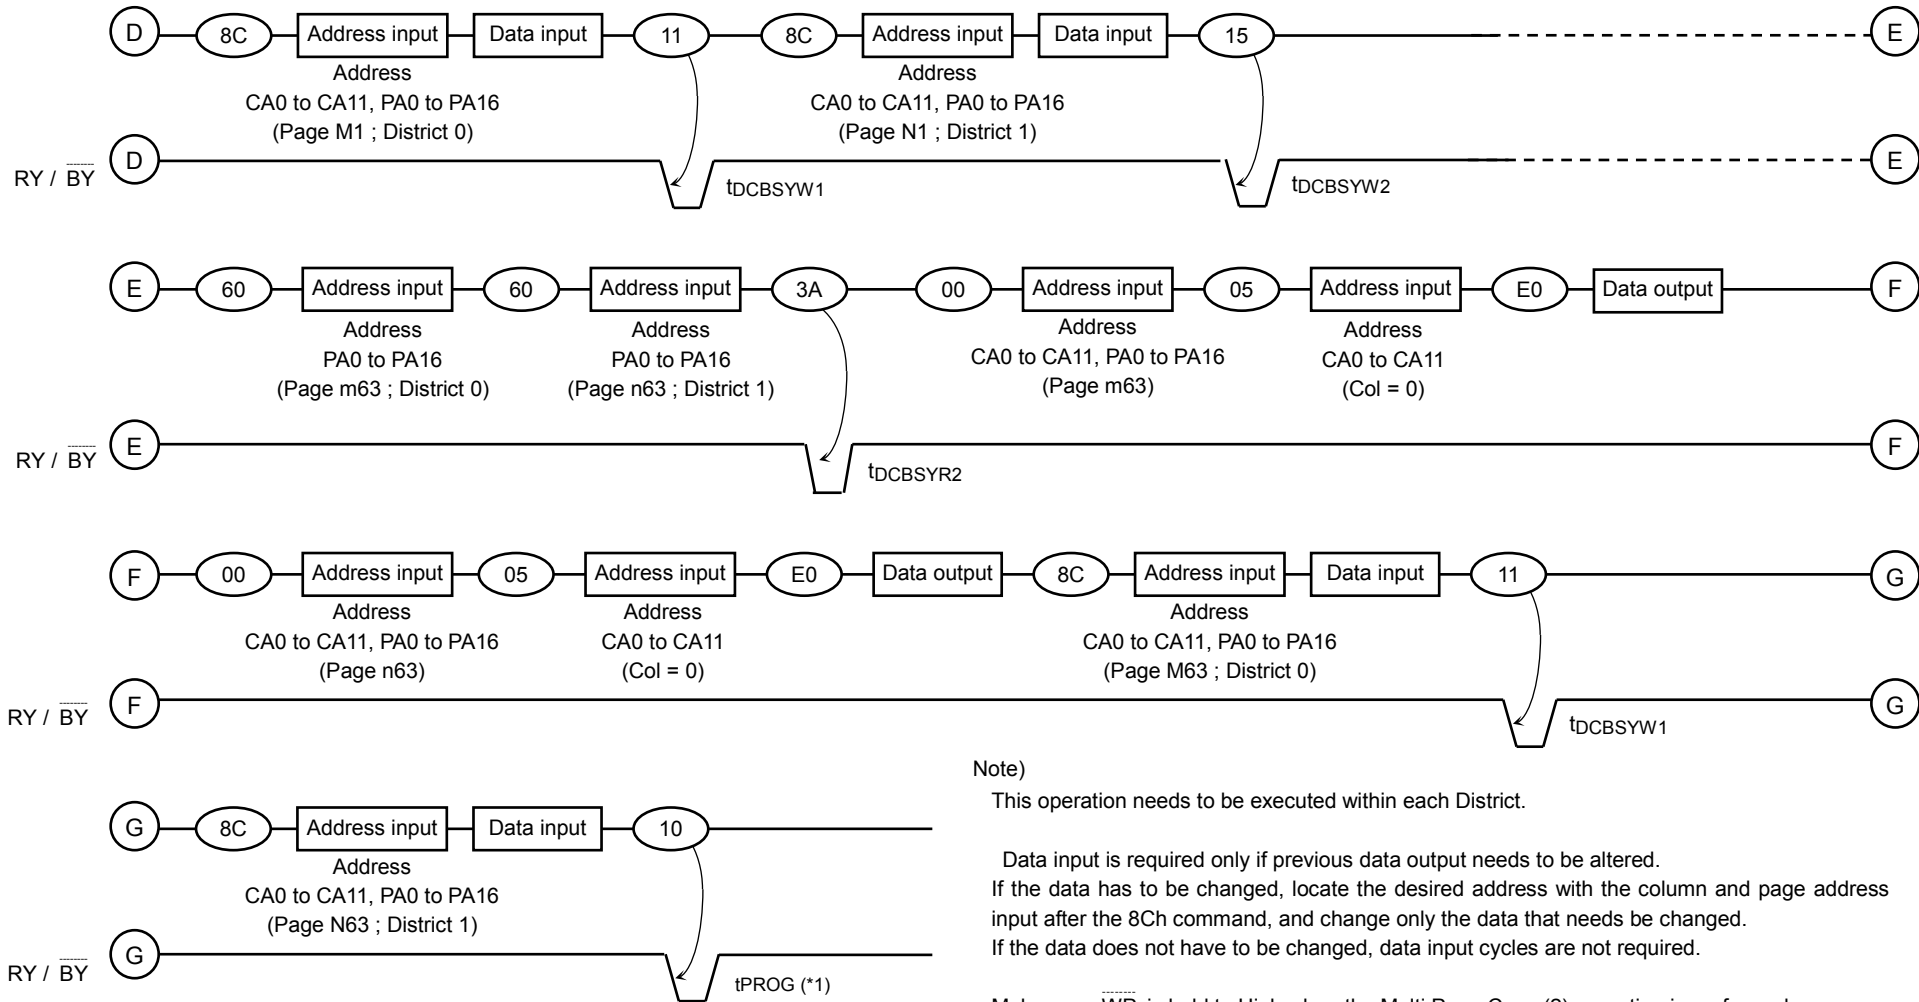 D 8C Address input Data input 11 8C Address input Data input 15 E
Address Address
CA0 to CA11, PA0 to PA16 CA0 to CA11, PA0 to PA16
(Page M1 ; District 0) (Page N1 ; District 1)
RY / BY D tDCBSYW1 tDCBSYW2 E
E 60 Address input 60 Address input 3A 00 Address input 05 Address input E0 Data output F
Address Address Address Address
PA0 to PA16 PA0 to PA16 CA0 to CA11, PA0 to PA16 CA0 to CA11
(Page m63 ; District 0) (Page n63 ; District 1) (Page m63) (Col = 0)
RY / BY E tDCBSYR2 F
F 00 Address input 05 Address input E0 Data output 8C Address input Data input 11 G
Address Address Address
CA0 to CA11, PA0 to PA16 CA0 to CA11 CA0 to CA11, PA0 to PA16
(Page n63) (Col = 0) (Page M63 ; District 0)
RY / BY F tDCBSYW1 G
G 8C Address input Data input 10
Address
CA0 to CA11, PA0 to PA16
(Page N63 ; District 1)
RY / BY G tPROG (*1)
Note)
This operation needs to be executed within each District.
Data input is required only if previous data output needs to be altered.
If the data has to be changed, locate the desired address with the column and page address
input after the 8Ch command, and change only the data that needs be changed.
If the data does not have to be changed, data input cycles are not required.